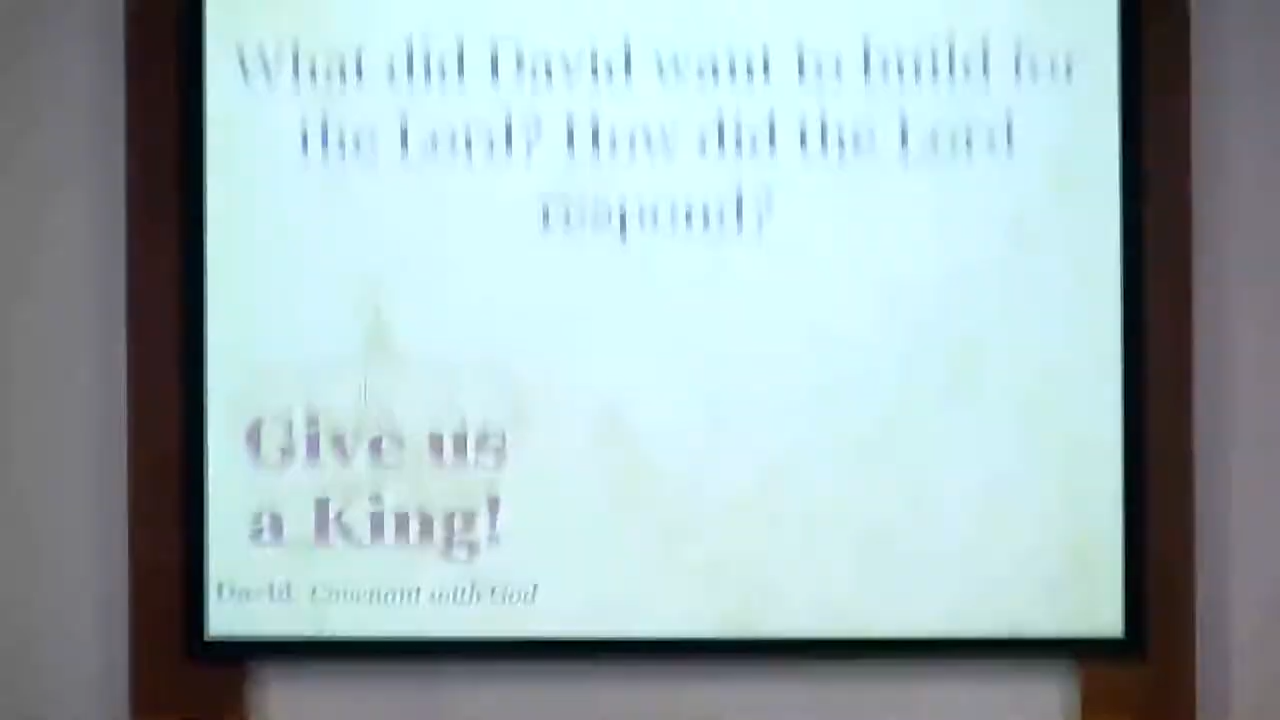 What did David want to build for
the Lord? How did the Lord
respond?
Give us
a King!
David: Covenant with God